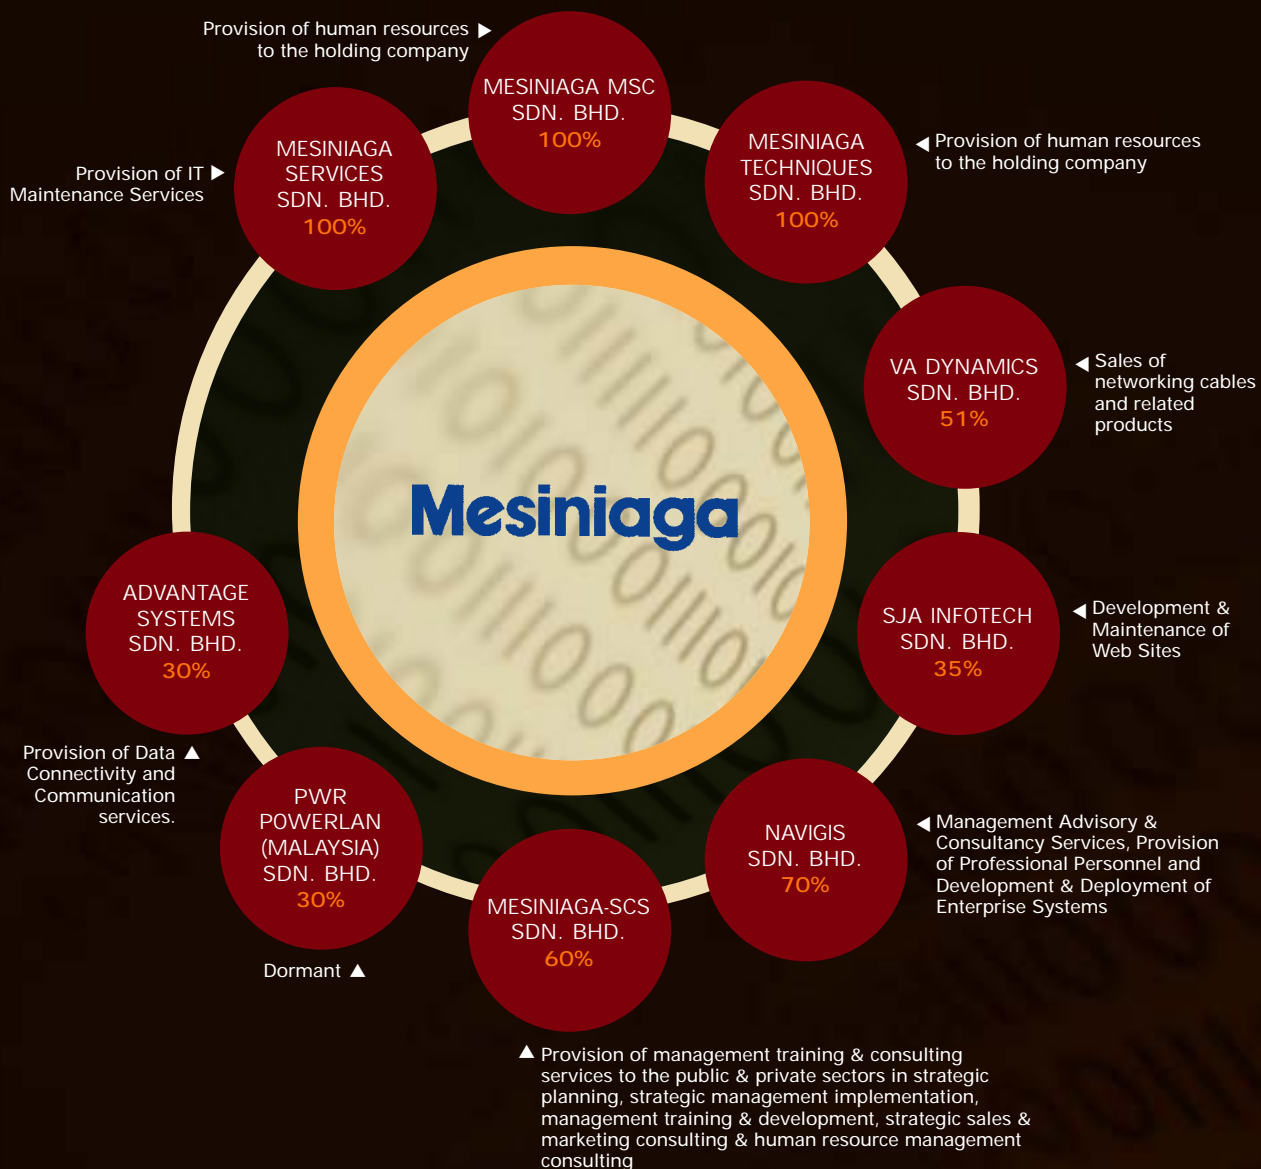 Provision of human resources
to the holding company
MESINIAGA MSC
SDN. BHD.
100%
MESINIAGA
TECHNIQUES
SDN. BHD.
100%
Provision of human resources
to the holding company
VA DYNAMICS
SDN. BHD.
51%
Sales of
networking cables
and related
products
SJA INFOTECH
SDN. BHD.
35%
Development &
Maintenance of
Web Sites
NAVIGIS
SDN. BHD.
70%
Management Advisory &
Consultancy Services, Provision
of Professional Personnel and
Development & Deployment of
Enterprise Systems
MESINIAGA-SCS
SDN. BHD.
60%
Provision of management training & consulting
services to the public & private sectors in strategic
planning, strategic management implementation,
management training & development, strategic sales &
marketing consulting & human resource management
consulting
PWR
POWERLAN
(MALAYSIA)
SDN. BHD.
30%
Dormant
ADVANTAGE
SYSTEMS
SDN. BHD.
30%
Provision of Data
Connectivity and
Communication
services.
MESINIAGA
SERVICES
SDN. BHD.
100%
Provision of IT
Maintenance Services
Mesiniaga